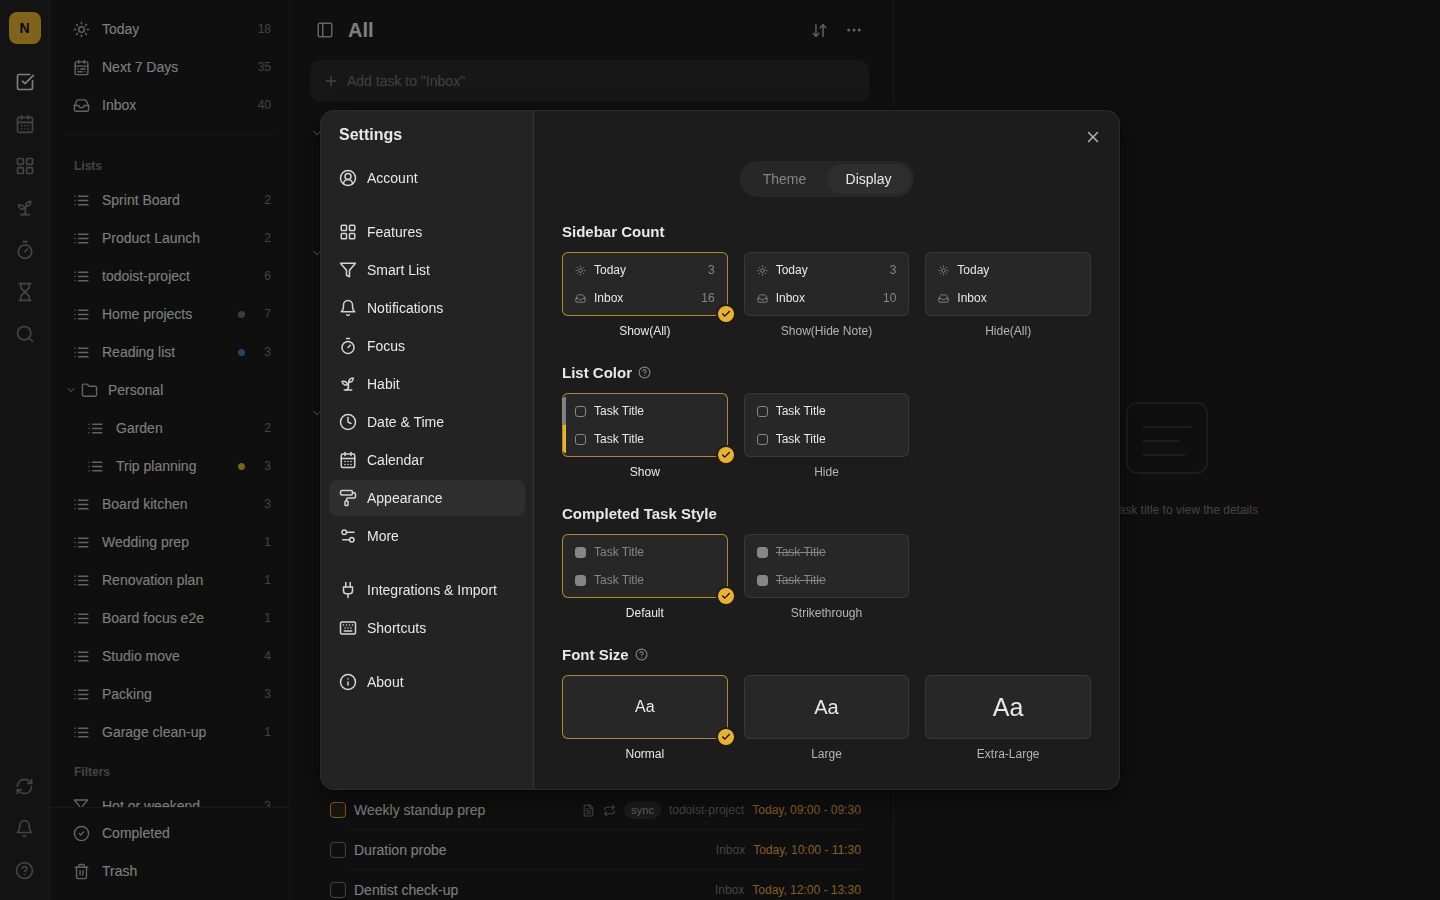 N
Today 18
Next 7 Days 35
Inbox 40
Lists
Sprint Board 2
Product Launch 2
todoist-project 6
Home projects 7
Reading list 3
Personal
Garden 2
Trip planning 3
Board kitchen 3
Wedding prep 1
Renovation plan 1
Board focus e2e 1
Studio move 4
Packing 3
Garage clean-up 1
Filters
Hot or weekend 3
Completed
Trash
All
Add task to "Inbox"
Settings
Account
Features
Smart List
Notifications
Focus
Habit
Date & Time
Calendar
Appearance
More
Integrations & Import
Shortcuts
About
Theme Display
Sidebar Count
Today 3
Inbox 16
Show(All)
Today 3
Inbox 10
Show(Hide Note)
Today
Inbox
Hide(All)
List Color
Task Title
Task Title
Show
Task Title
Task Title
Hide
Completed Task Style
Task Title
Task Title
Default
Task Title
Task Title
Strikethrough
Font Size
Aa
Normal
Aa
Large
Aa
Extra-Large
Weekly standup prep sync todoist-project Today, 09:00 - 09:30
Duration probe Inbox Today, 10:00 - 11:30
Dentist check-up Inbox Today, 12:00 - 13:30
title to view the details